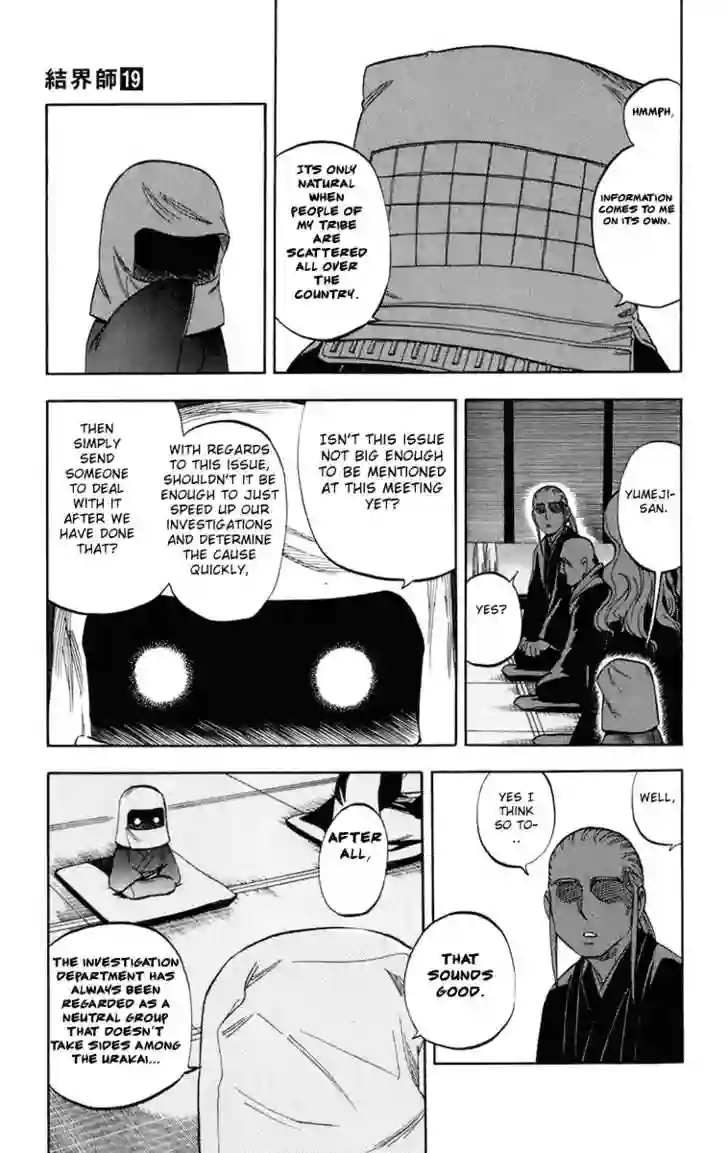 結界師19
HMMPH,
INFORMATION
COMES TO ME
ON ITS OWN.
ITS ONLY
NATURAL
WHEN
PEOPLE OF
MY TRIBE
ARE
SCATTERED
ALL OVER
THE
COUNTRY.
YUMEJI-
SAN.
YES?
ISN'T THIS ISSUE
NOT BIG ENOUGH
TO BE MENTIONED
AT THIS MEETING
YET?
WITH REGARDS
TO THIS ISSUE,
SHOULDN'T IT BE
ENOUGH TO JUST
SPEED UP OUR
INVESTIGATIONS
AND DETERMINE
THE CAUSE
QUICKLY,
THEN
SIMPLY
SEND
SOMEONE
TO DEAL
WITH IT
AFTER WE
HAVE DONE
THAT?
WELL,
YES I
THINK
SO TO-
..
THAT
SOUNDS
GOOD.
AFTER
ALL,
THE INVESTIGATION
DEPARTMENT HAS
ALWAYS BEEN
REGARDED AS A
NEUTRAL GROUP
THAT DOESN'T
TAKE SIDES AMONG
THE URAKAI...